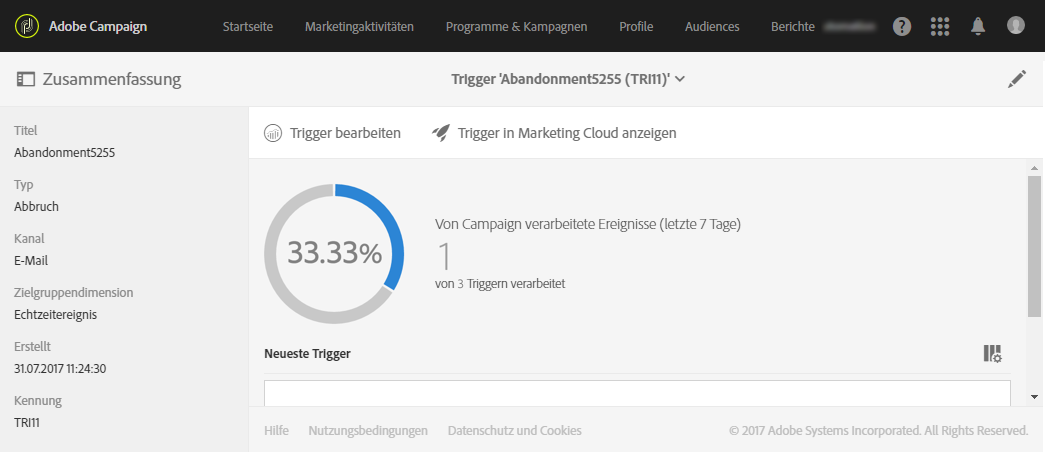 Adobe Campaign Startseite Marketingaktivitäten Programme & Kampagnen Profile Audiences Berichte ?
Zusammenfassung Trigger 'Abandonment5255 (TRI11)'
Trigger bearbeiten Trigger in Marketing Cloud anzeigen
Titel
Abandonment5255
Typ
Abbruch
Kanal
E-Mail
Zielgruppendimension
Echtzeitereignis
Erstellt
31.07.2017 11:24:30
Kennung
TRI11
33.33%
Von Campaign verarbeitete Ereignisse (letzte 7 Tage)
1
von 3 Triggern verarbeitet
Neueste Trigger
Hilfe Nutzungsbedingungen Datenschutz und Cookies © 2017 Adobe Systems Incorporated. All Rights Reserved.